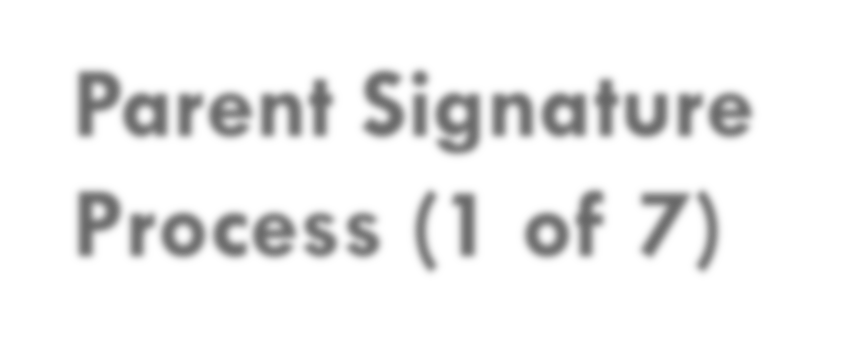 Parent Signature
Process (1 of 7)